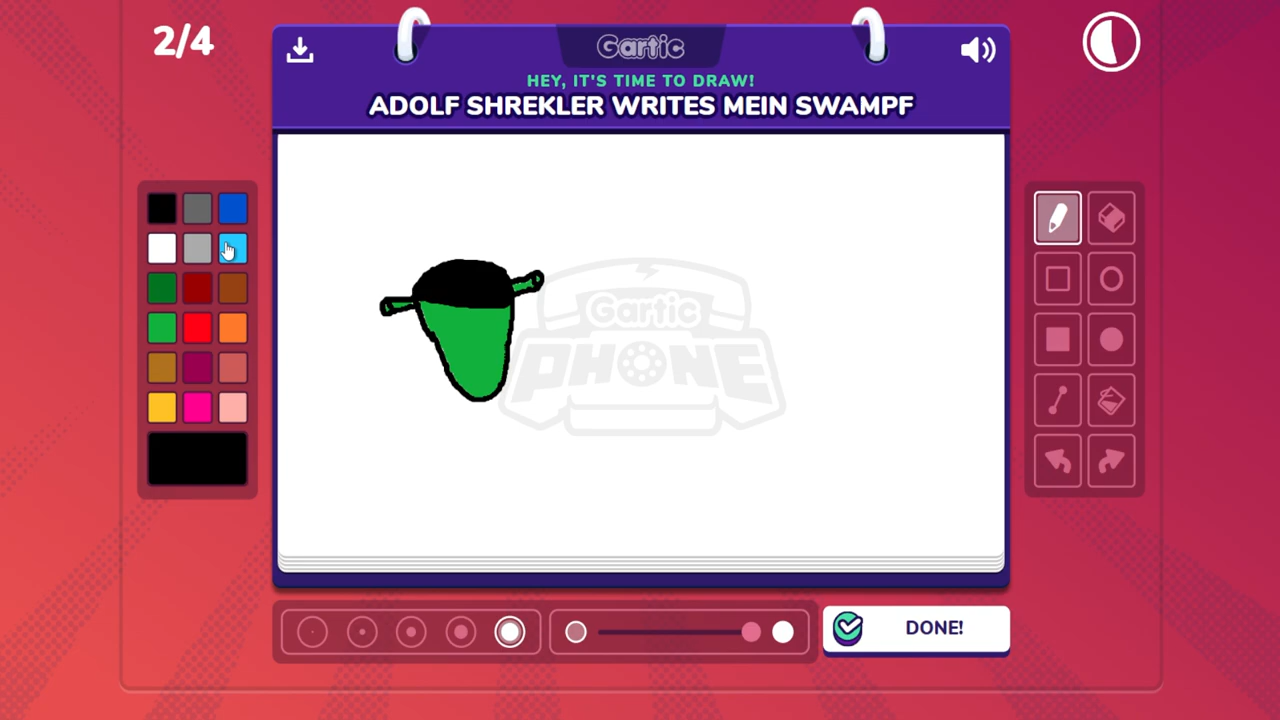 2/4
Gartic
HEY, IT'S TIME TO DRAW!
ADOLF SHREKLER WRITES MEIN SWAMPF
Gartic
PHONE
DONE!